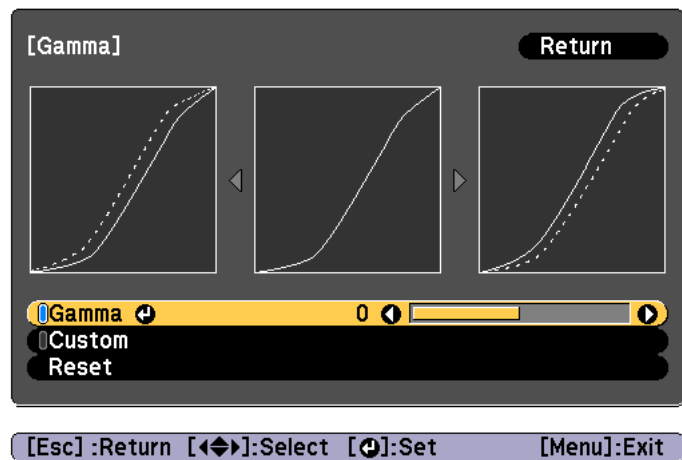 [Gamma] Return
Gamma 0
Custom
Reset
[Esc] :Return [ ]:Select [ ]:Set [Menu]:Exit